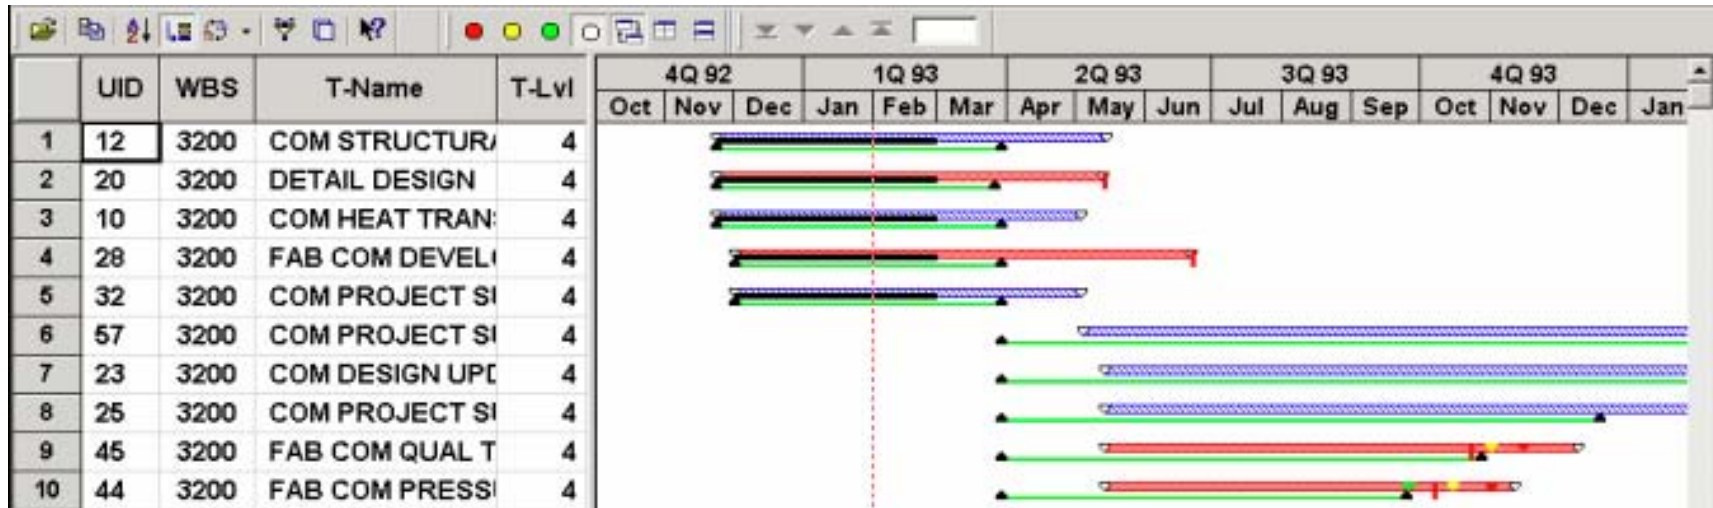 4Q 92 1Q 93 2Q 93 3Q 93 4Q 93
UID WBS T-Name T-Lvl
Oct Nov Dec Jan Feb Mar Apr May Jun Jul Aug Sep Oct Nov Dec Jan
1 12 3200 COM STRUCTURA 4
2 20 3200 DETAIL DESIGN 4
3 10 3200 COM HEAT TRAN 4
4 28 3200 FAB COM DEVEL 4
5 32 3200 COM PROJECT S 4
6 57 3200 COM PROJECT S 4
7 23 3200 COM DESIGN UPD 4
8 25 3200 COM PROJECT S 4
9 45 3200 FAB COM QUAL T 4
10 44 3200 FAB COM PRESS 4